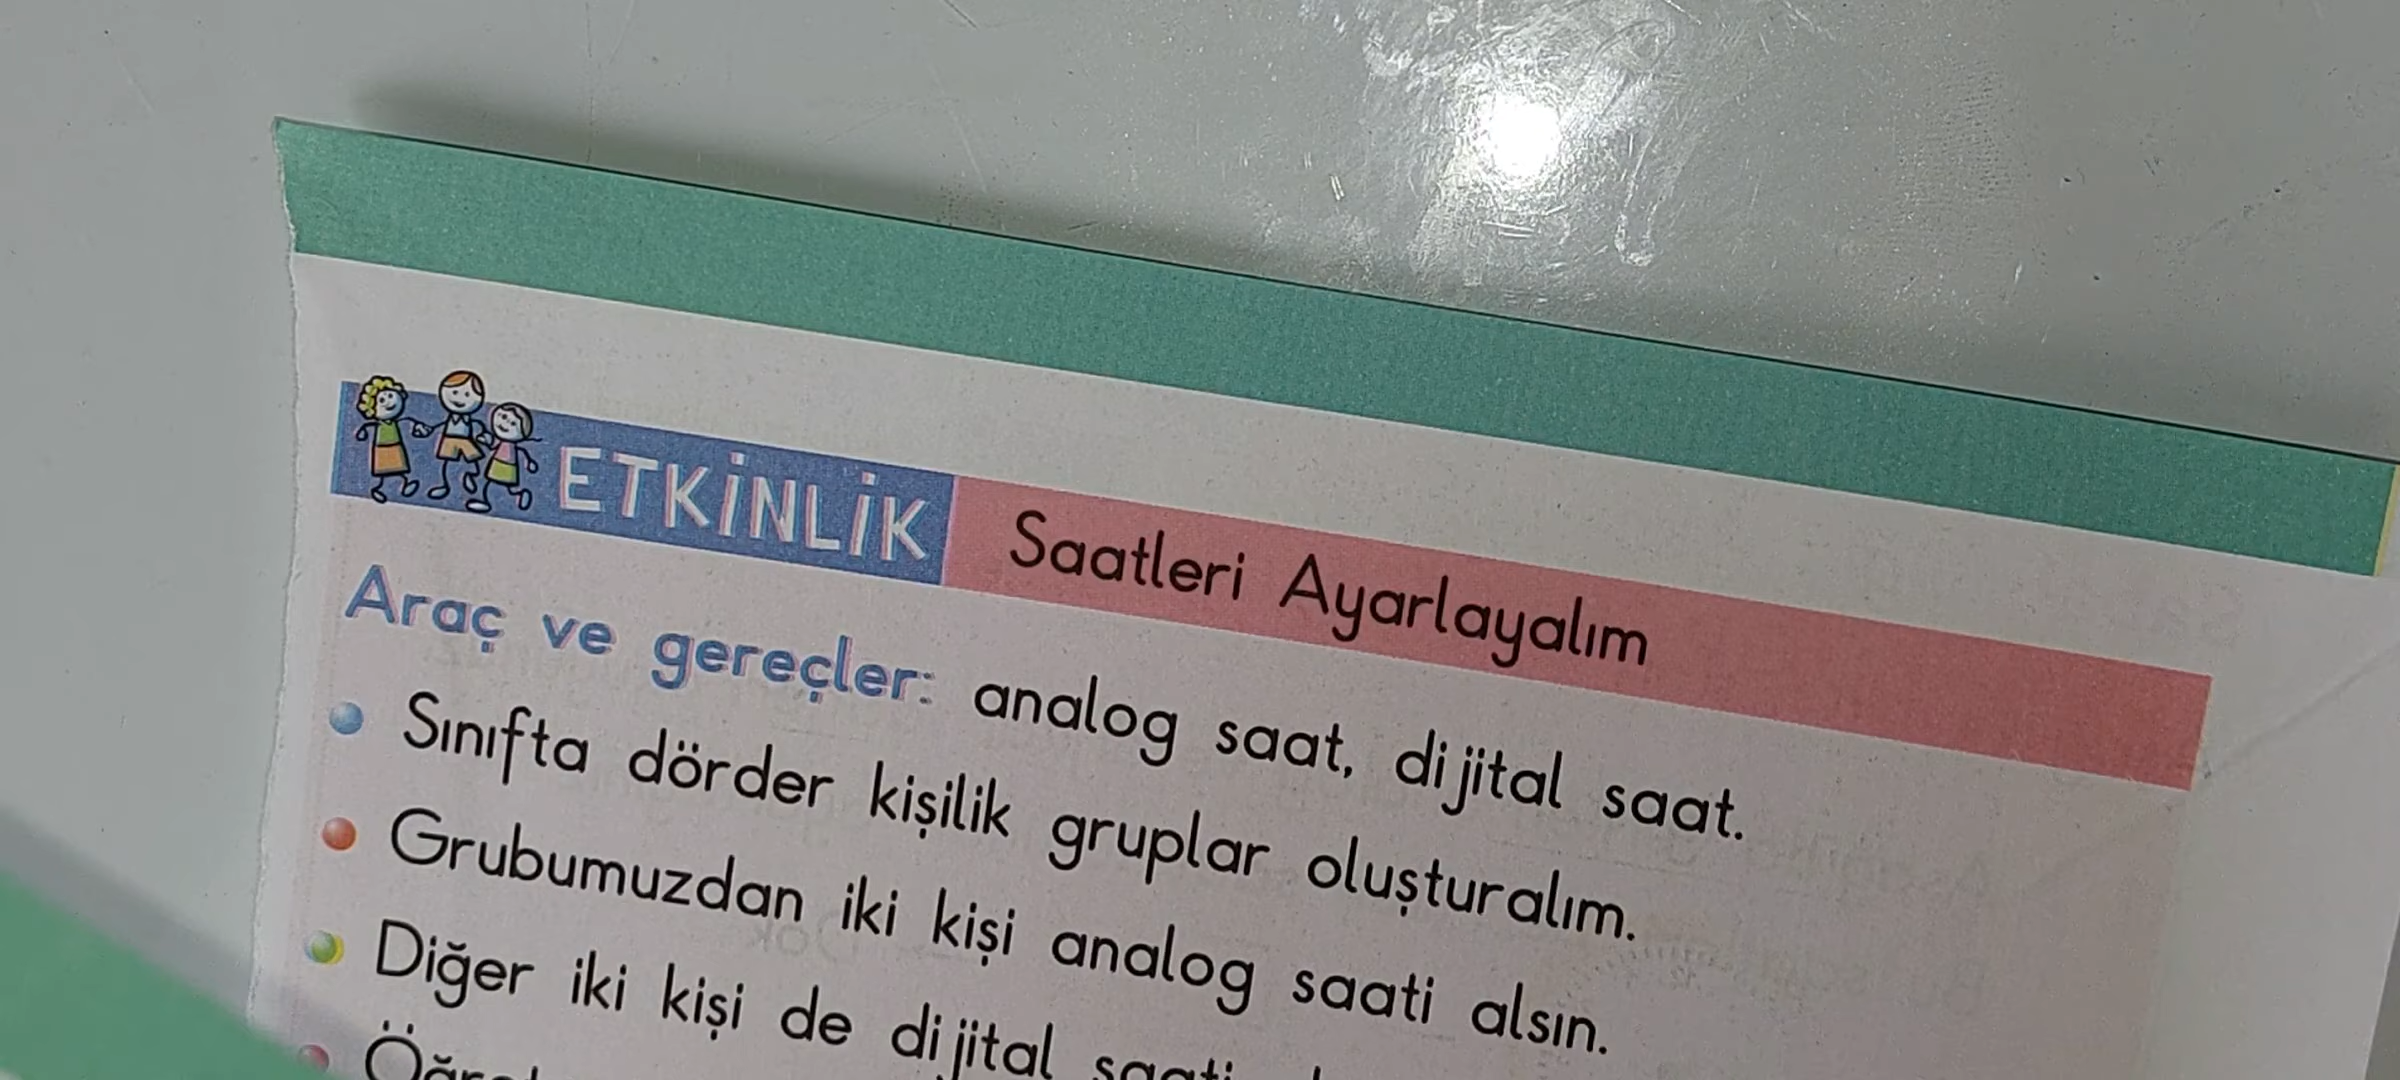 ETKİNLİK Saatleri Ayarlayalım
Araç ve gereçler: analog saat, dijital saat.
Sınıfta dörder kişilik gruplar oluşturalım.
Grubumuzdan iki kişi analog saati alsın.
Diğer iki kişi de dijital saati